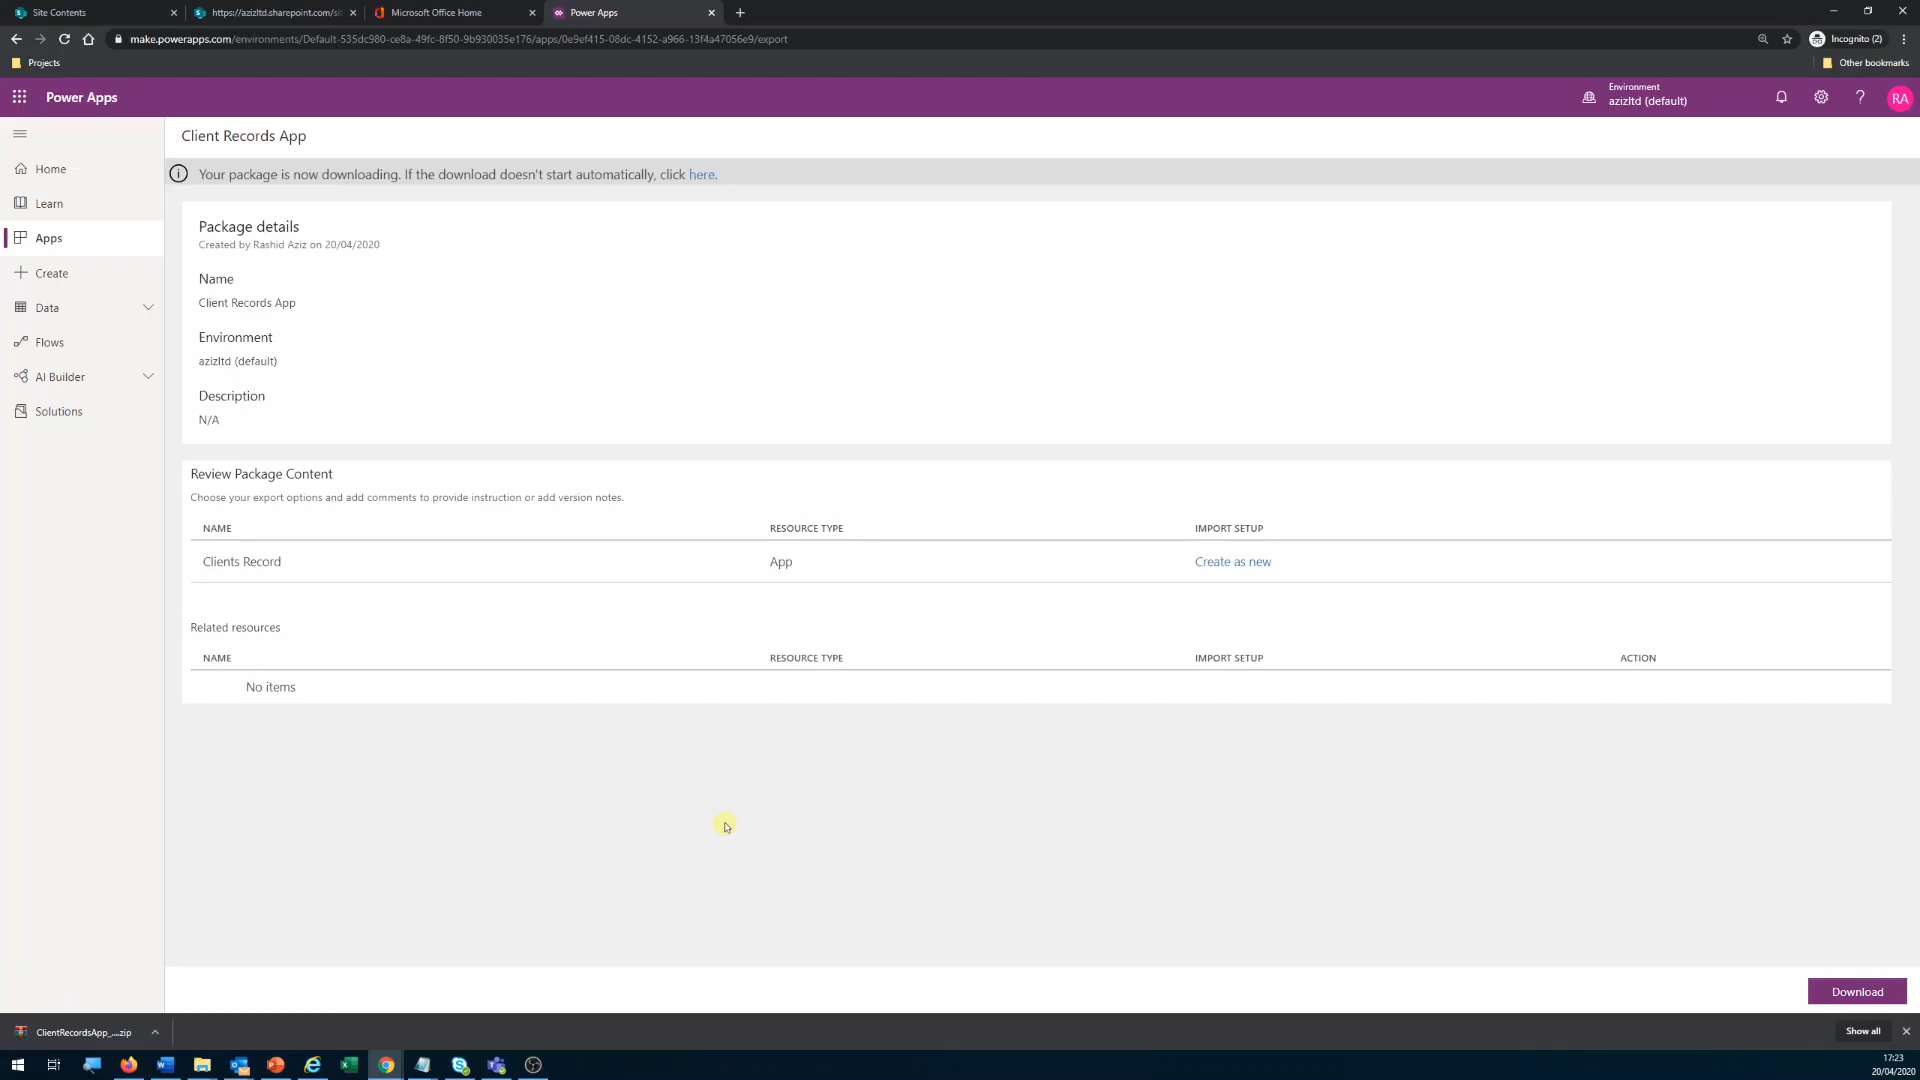 Site Contents
https://azizltd.sharepoint.com/sit
Microsoft Office Home
Power Apps
make.powerapps.com/environments/Default-535dc980-ce8a-49fc-8f50-9b930035e176/apps/0e9ef415-08dc-4152-a966-13f4a47056e9/export
Incognito (2)
Projects
Other bookmarks
Power Apps
Environment
azizltd (default)
RA
Client Records App
Your package is now downloading. If the download doesn't start automatically, click here.
Home
Learn
Apps
Create
Data
Flows
AI Builder
Solutions
Package details
Created by Rashid Aziz on 20/04/2020
Name
Client Records App
Environment
azizltd (default)
Description
N/A
Review Package Content
Choose your export options and add comments to provide instruction or add version notes.
NAME RESOURCE TYPE IMPORT SETUP
Clients Record App Create as new
Related resources
NAME RESOURCE TYPE IMPORT SETUP ACTION
No items
Download
ClientRecordsApp_....zip
Show all
17:23
20/04/2020